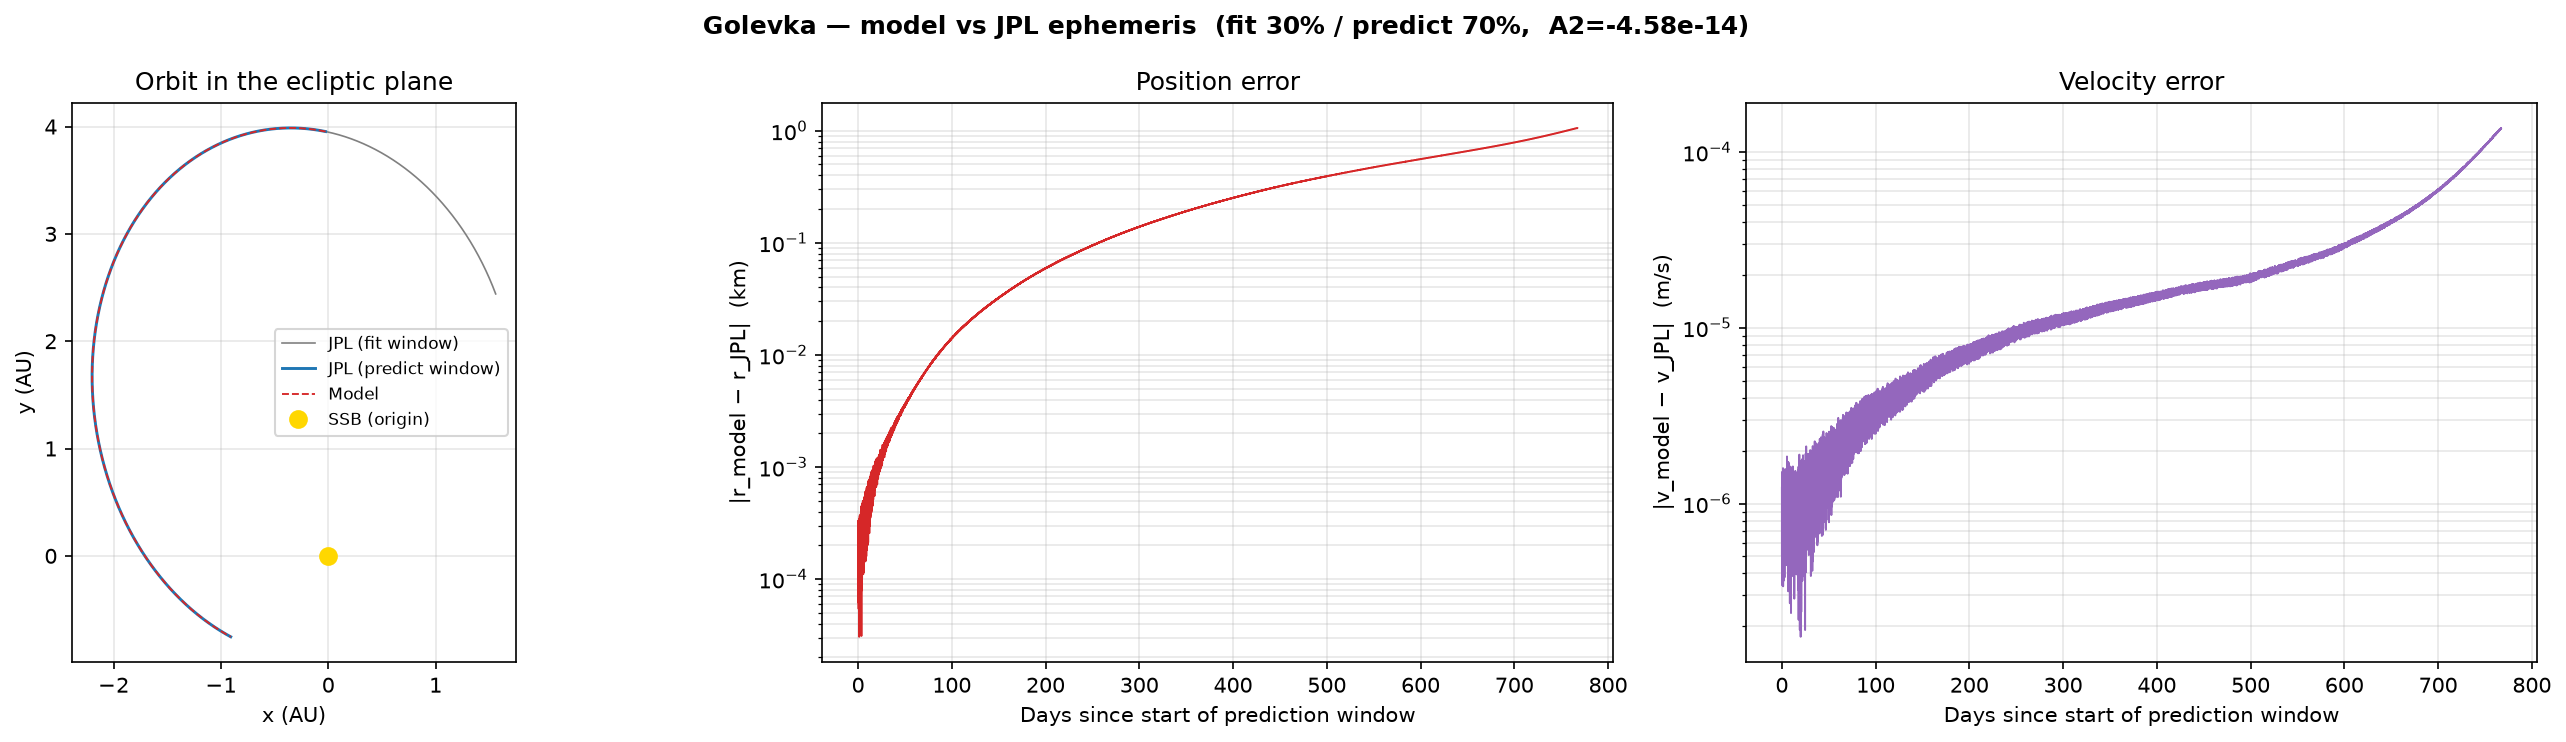 Golevka — model vs JPL ephemeris  (fit 30% / predict 70%,  A2=-4.58e-14)
Orbit in the ecliptic plane
y (AU)
4
3
2
1
0
JPL (fit window)
JPL (predict window)
Model
SSB (origin)
−2
−1
0
1
x (AU)
Position error
|r_model − r_JPL|  (km)
10⁰
10⁻¹
10⁻²
10⁻³
10⁻⁴
0
100
200
300
400
500
600
700
800
Days since start of prediction window
Velocity error
|v_model − v_JPL|  (m/s)
10⁻⁴
10⁻⁵
10⁻⁶
0
100
200
300
400
500
600
700
800
Days since start of prediction window